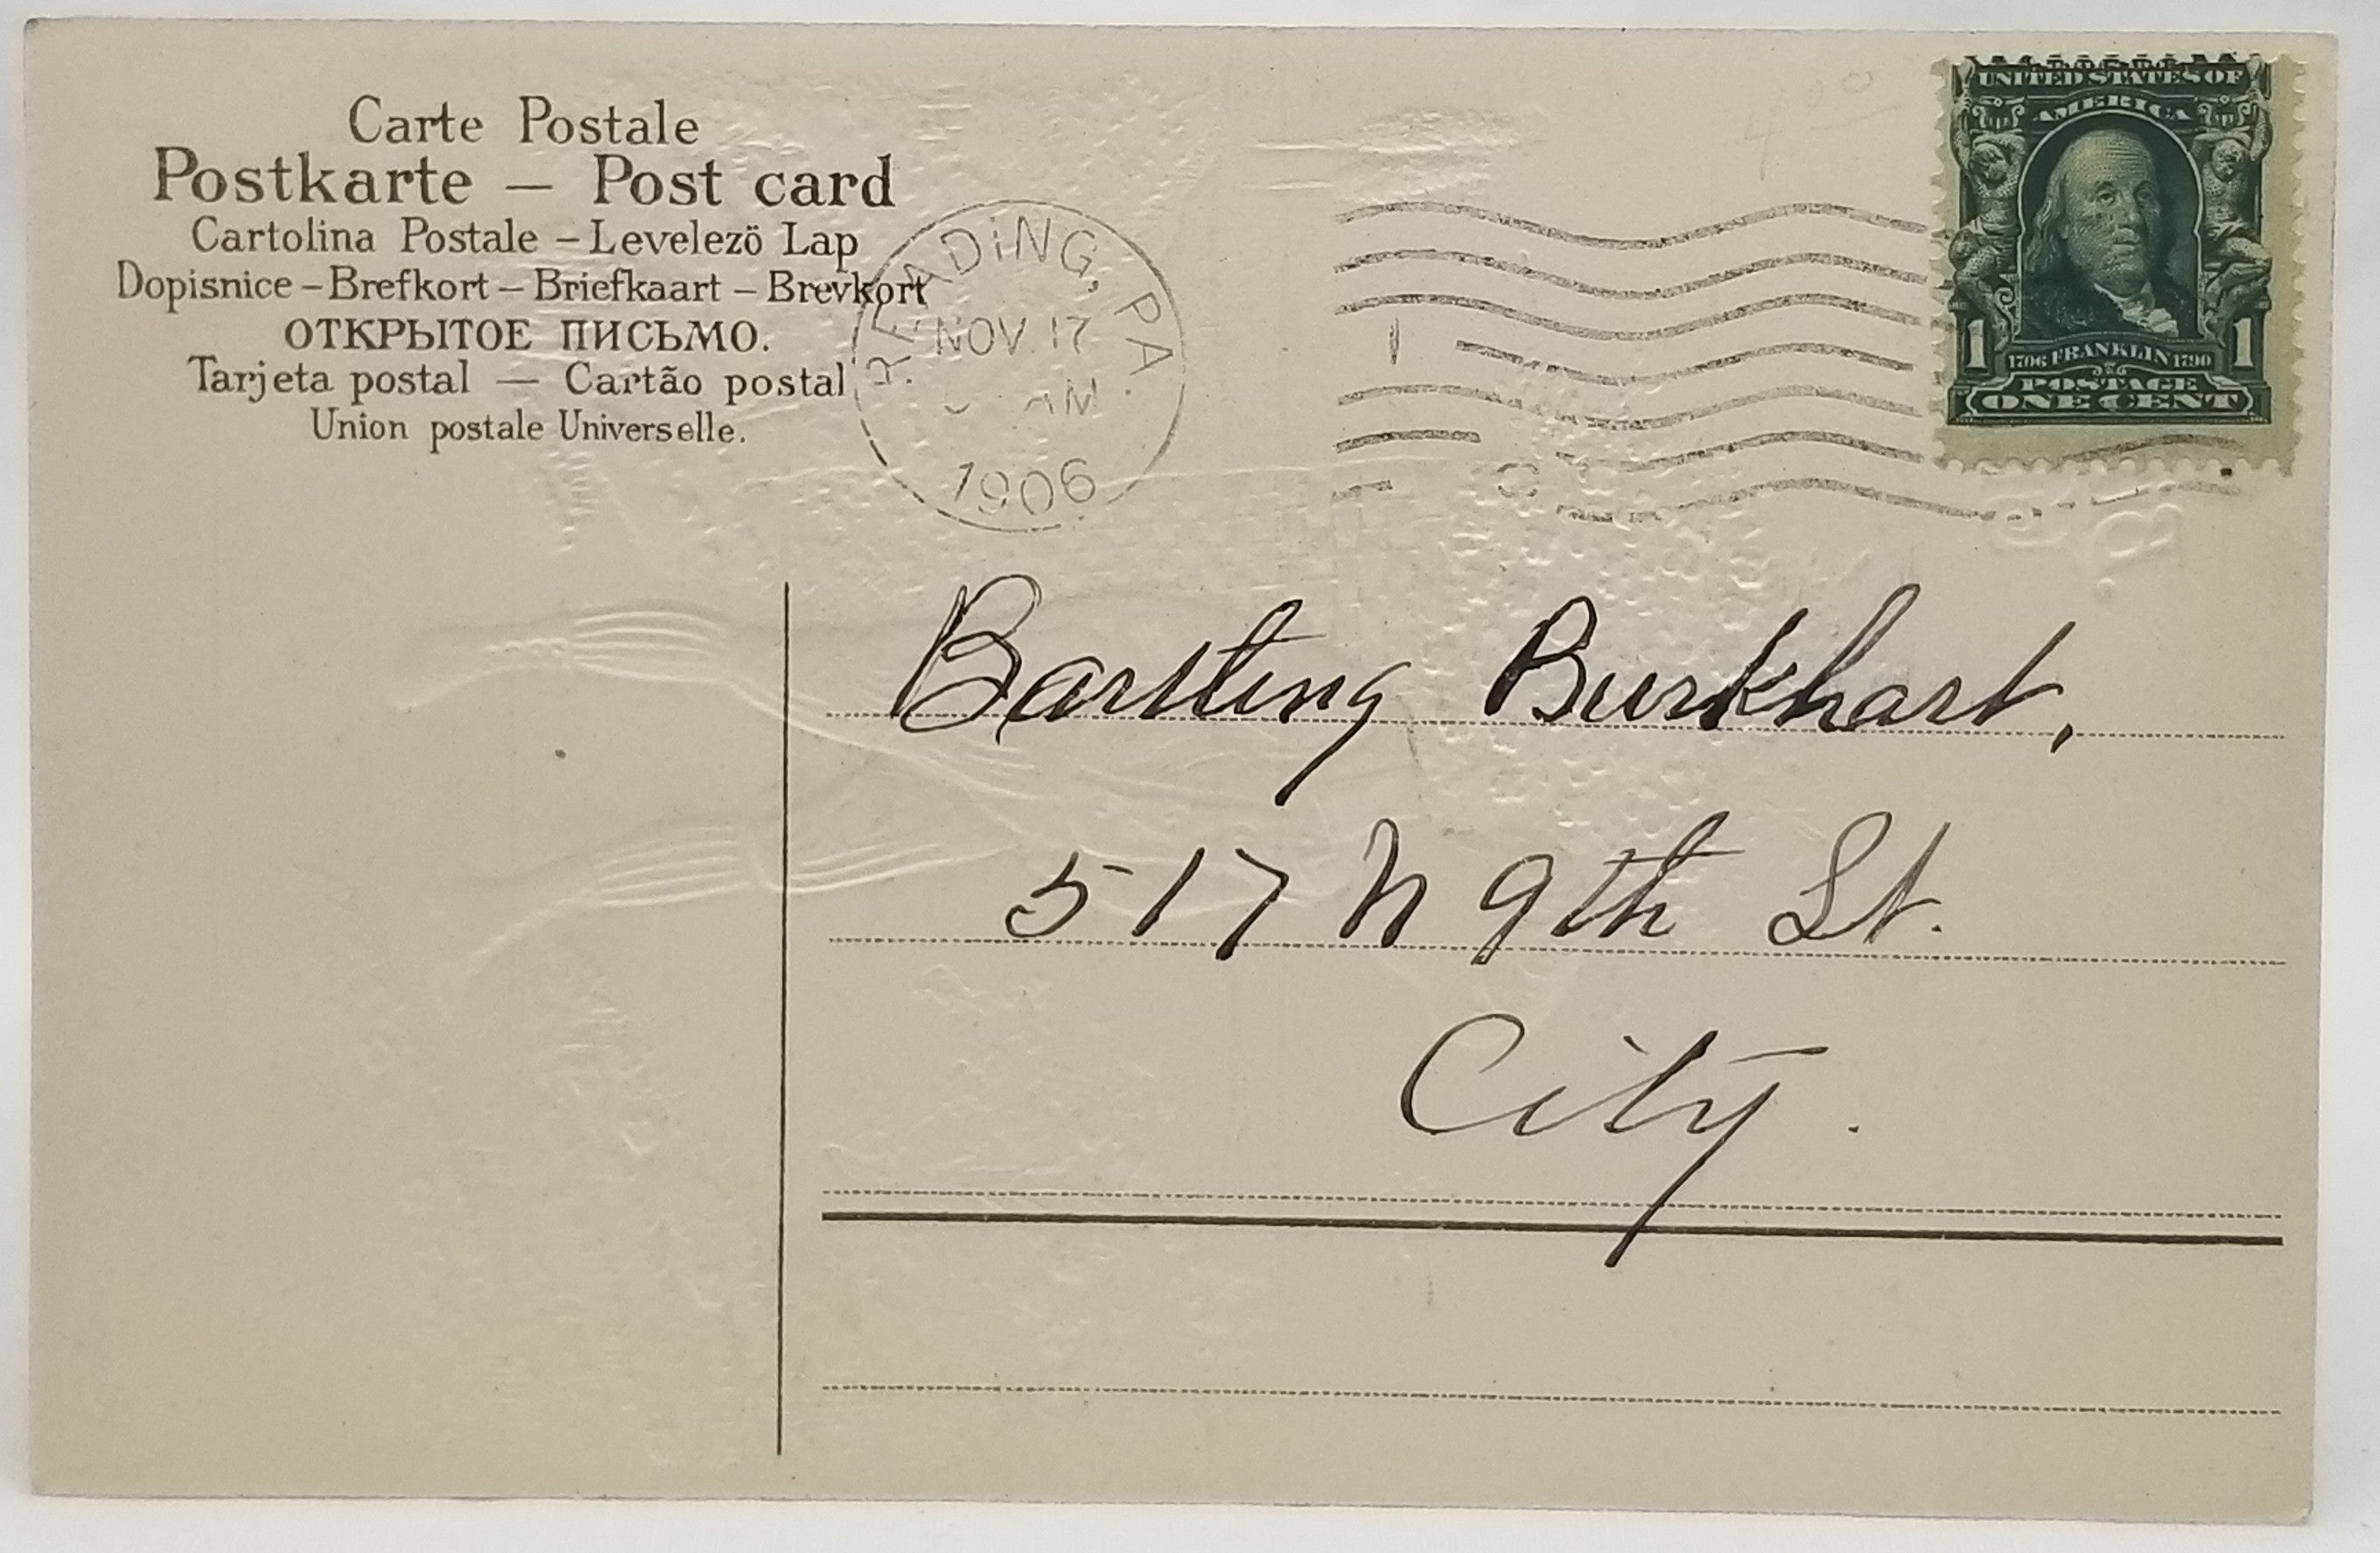 Carte Postale
Postkarte – Post card
Cartolina Postale – Levelezö Lap
Dopisnice – Brefkort – Briefkaart – Brevkort
ОТКРЫТОЕ ПИСЬМО.
Tarjeta postal — Cartão postal
Union postale Universelle.
READING, PA.
NOV 17
AM
1906
1
UNITED STATES OF
AMERICA
1 1706 FRANKLIN 1790 1
POSTAGE
ONE CENT
Burkhart,
517 N 9th St.
City.